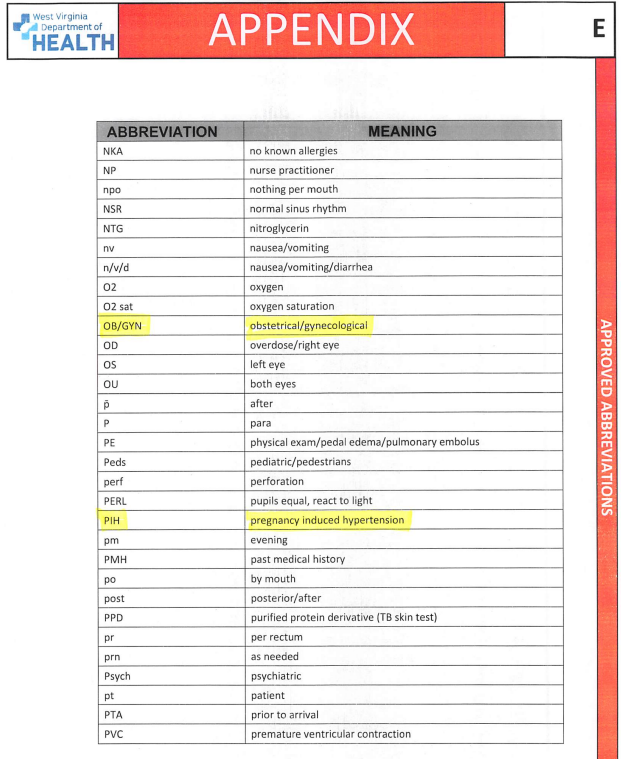 West Virginia
Department of
HEALTH
APPENDIX
E
ABBREVIATION MEANING
NKA no known allergies
NP nurse practitioner
npo nothing per mouth
NSR normal sinus rhythm
NTG nitroglycerin
nv nausea/vomiting
n/v/d nausea/vomiting/diarrhea
O2 oxygen
O2 sat oxygen saturation
OB/GYN obstetrical/gynecological
OD overdose/right eye
OS left eye
OU both eyes
p̄ after
P para
PE physical exam/pedal edema/pulmonary embolus
Peds pediatric/pedestrians
perf perforation
PERL pupils equal, react to light
PIH pregnancy induced hypertension
pm evening
PMH past medical history
po by mouth
post posterior/after
PPD purified protein derivative (TB skin test)
pr per rectum
prn as needed
Psych psychiatric
pt patient
PTA prior to arrival
PVC premature ventricular contraction
APPROVED ABBREVIATIONS